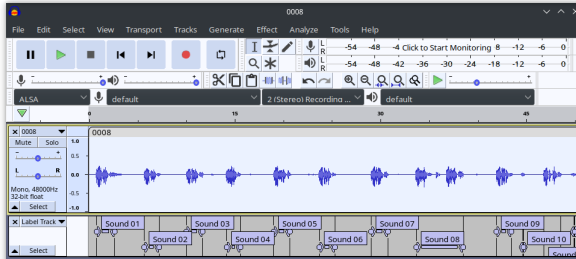 0008
File Edit Select View Transport Tracks Generate Effect Analyze Tools Help
L R -54 -48 -4 Click to Start Monitoring 8 -12 -6 0
L R -54 -48 -42 -36 -30 -24 -18 -12 -6 0
ALSA default 2 (Stereo) Recording ... default
0 15 30 45
× 0008 0008
Mute Solo 1.0
- + 0.5
L R 0.0
Mono, 48000Hz
32-bit float -0.5
Select -1.0
× Label Track Sound 01 Sound 03 Sound 05 Sound 07 Sound 09
Sound 02 Sound 04 Sound 06 Sound 08 Sound 10
Select Sound